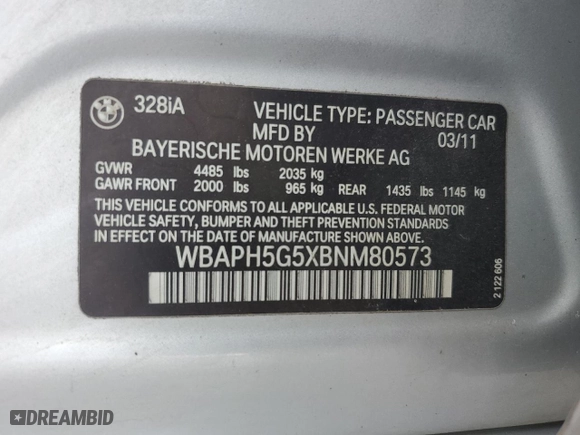 BMW
328iA
VEHICLE TYPE: PASSENGER CAR
MFD BY 03/11
BAYERISCHE MOTOREN WERKE AG
GVWR 4485 lbs 2035 kg
GAWR FRONT 2000 lbs 965 kg REAR 1435 lbs 1145 kg
THIS VEHICLE CONFORMS TO ALL APPLICABLE U.S. FEDERAL MOTOR
VEHICLE SAFETY, BUMPER AND THEFT PREVENTION STANDARDS
IN EFFECT ON THE DATE OF MANUFACTURE SHOWN ABOVE.
WBAPH5G5XBNM80573
2 122 606
DREAMBID